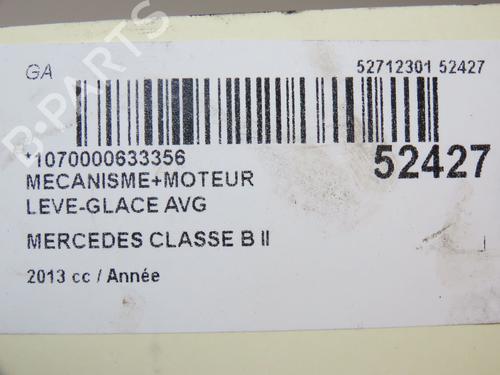 GA
52712301 52427
*1070000633356
52427
MECANISME+MOTEUR
LEVE-GLACE AVG
MERCEDES CLASSE B II
2013 cc / Année
B-PARTS